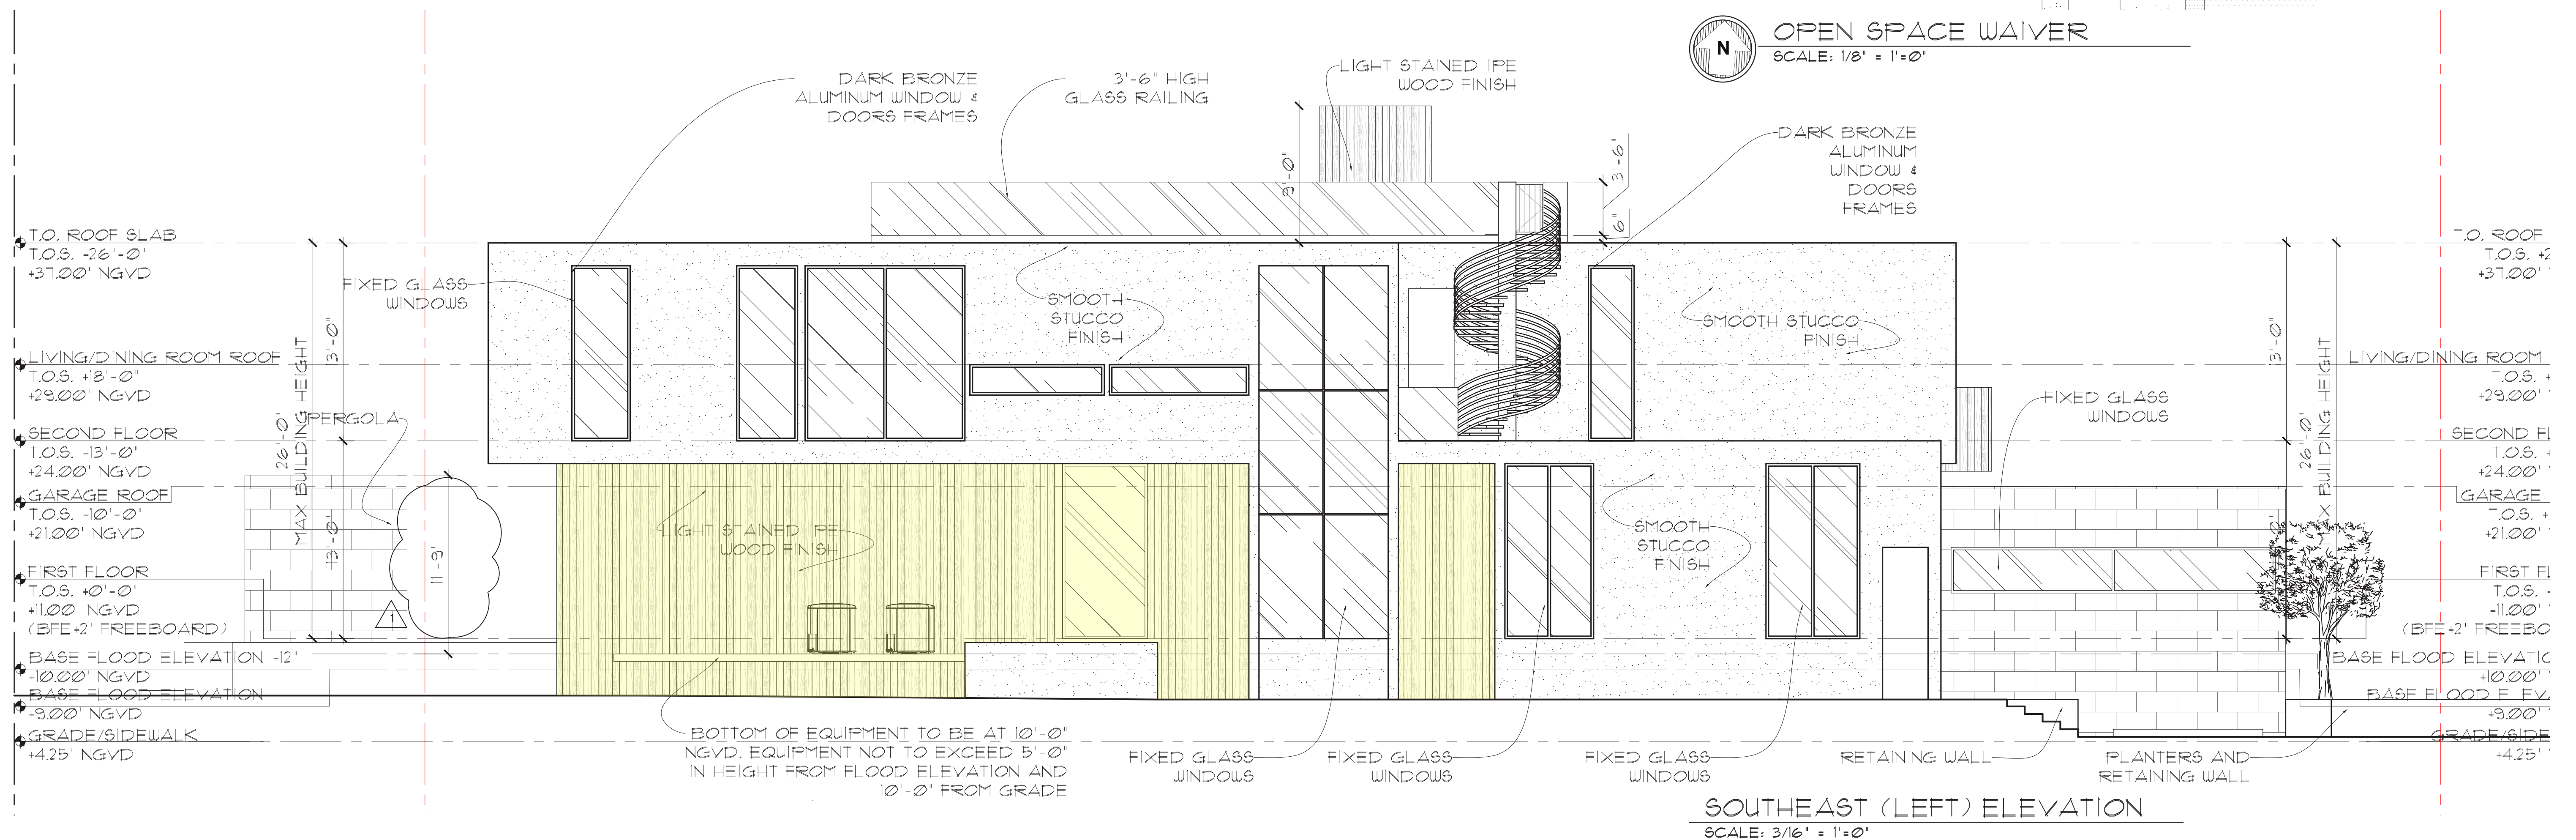 OPEN SPACE WAIVER
SCALE: 1/8" = 1'=0"
N
DARK BRONZE
ALUMINUM WINDOW &
DOORS FRAMES
3'-6" HIGH
GLASS RAILING
LIGHT STAINED IPE
WOOD FINISH
DARK BRONZE
ALUMINUM
WINDOW &
DOORS
FRAMES
9'-0"
3'-6"
6"
T.O. ROOF SLAB
T.O.S. +26'-0"
+37.00' NGVD
LIVING/DINING ROOM ROOF
T.O.S. +18'-0"
+29.00' NGVD
SECOND FLOOR
T.O.S. +13'-0"
+24.00' NGVD
GARAGE ROOF
T.O.S. +10'-0"
+21.00' NGVD
FIRST FLOOR
T.O.S. +0'-0"
+11.00' NGVD
(BFE+2' FREEBOARD)
BASE FLOOD ELEVATION +12"
+10.00' NGVD
BASE FLOOD ELEVATION
+9.00' NGVD
GRADE/SIDEWALK
+4.25' NGVD
26'-0"
MAX BUILDING HEIGHT
13'-0"
13'-0"
11'-9"
1
PERGOLA
FIXED GLASS
WINDOWS
SMOOTH
STUCCO
FINISH
SMOOTH STUCCO
FINISH
LIGHT STAINED IPE
WOOD FINISH
SMOOTH
STUCCO
FINISH
FIXED GLASS
WINDOWS
BOTTOM OF EQUIPMENT TO BE AT 10'-0"
NGVD. EQUIPMENT NOT TO EXCEED 5'-0"
IN HEIGHT FROM FLOOD ELEVATION AND
10'-0" FROM GRADE
FIXED GLASS
WINDOWS
FIXED GLASS
WINDOWS
FIXED GLASS
WINDOWS
RETAINING WALL
PLANTERS AND
RETAINING WALL
13'-0"
26'-0"
BUILDING HEIGHT
T.O. ROOF
T.O.S. +2
+37.00'
LIVING/DINING ROOM
T.O.S. +
+29.00'
SECOND FL
T.O.S. +
+24.00'
GARAGE
T.O.S. +
+21.00'
FIRST FL
T.O.S. +
+11.00'
(BFE+2' FREEBO
BASE FLOOD ELEVATIO
+10.00'
BASE FLOOD ELEV
+9.00'
GRADE/SIDE
+4.25'
SOUTHEAST (LEFT) ELEVATION
SCALE: 3/16" = 1'=0"